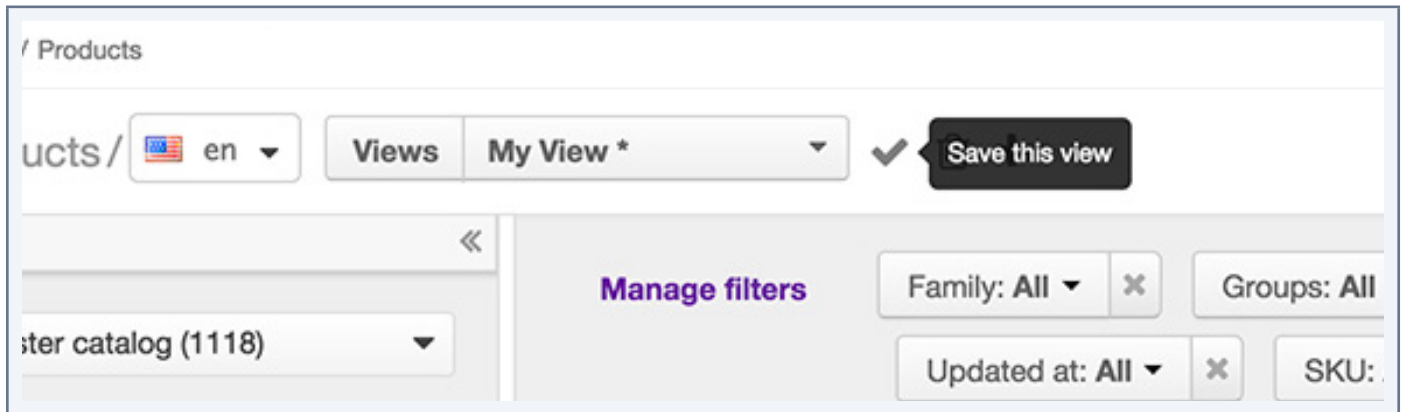 / Products
ucts/ en Views My View * Save this view
Manage filters Family: All Groups: All
ster catalog (1118)
Updated at: All SKU: